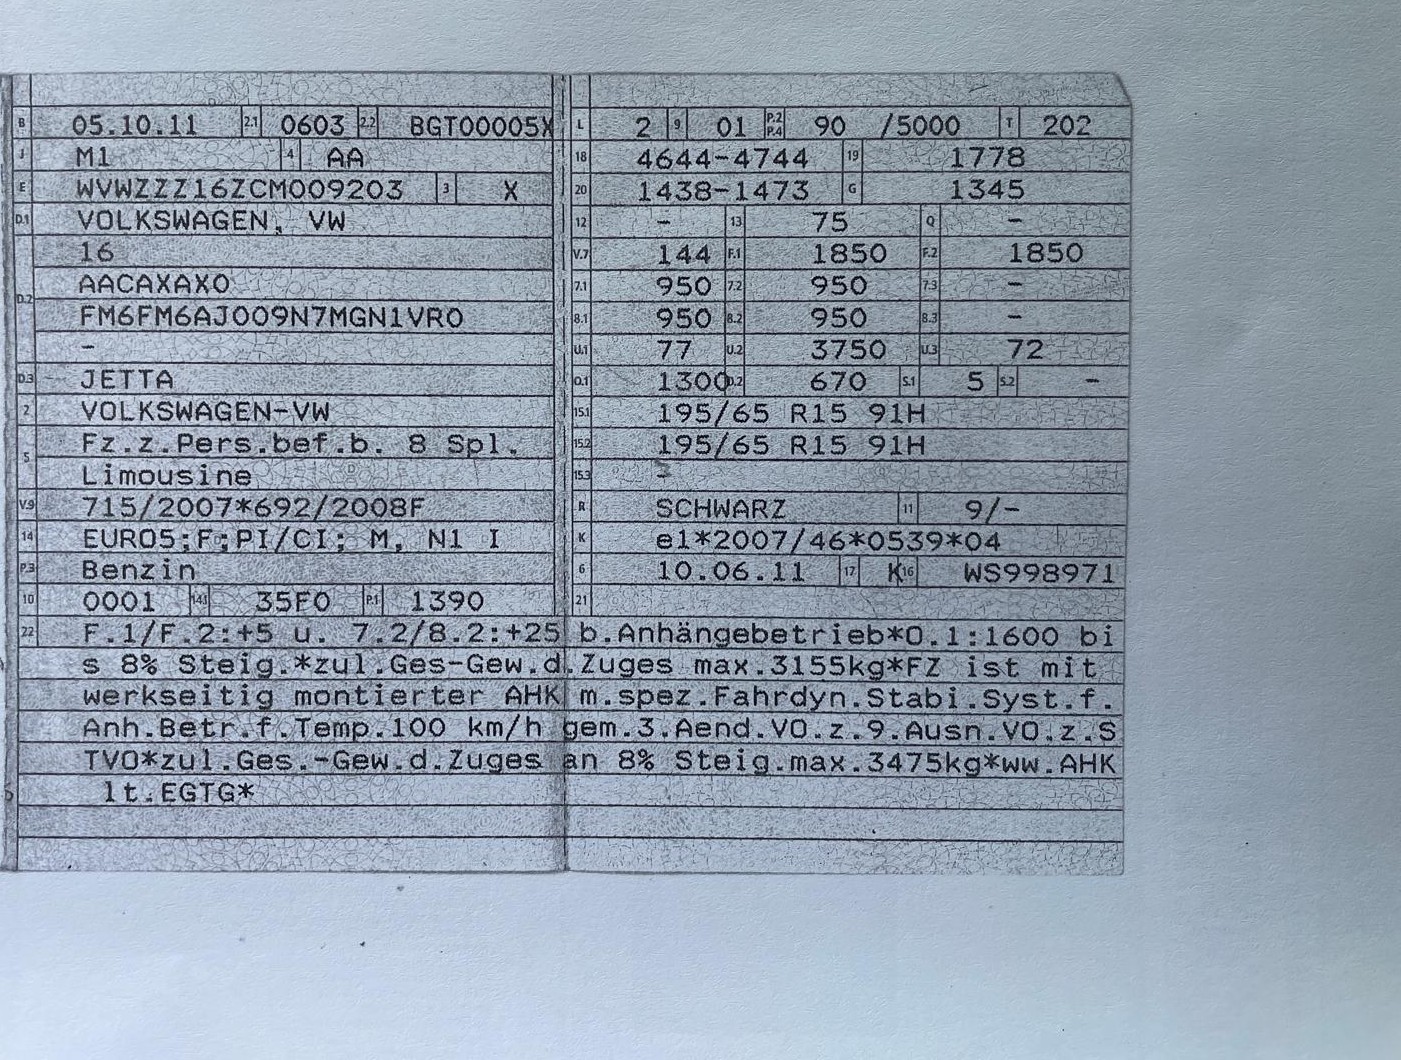 B 05.10.11 2.1 0603 2.2 BGT00005X
J M1 4 AA
E WVWZZZ16ZCM009203 3 X
D.1 VOLKSWAGEN, VW
16
D.2 AACAXAXO
FM6FM6AJ009N7MGN1VR0
-
D.3 JETTA
2 VOLKSWAGEN-VW
5 Fz.z.Pers.bef.b. 8 Spl.
Limousine
V.9 715/2007*692/2008F
14 EURO5;F;PI/CI; M, N1 I
P.3 Benzin
10 0001 14.1 35F0 P.1 1390
L 2 9 01 P.2 P.4 90 /5000 T 202
18 4644-4744 19 1778
20 1438-1473 G 1345
12 - 13 75 Q -
V.7 144 F.1 1850 F.2 1850
7.1 950 7.2 950 7.3 -
8.1 950 8.2 950 8.3 -
U.1 77 U.2 3750 U.3 72
O.1 1300 O.2 670 S.1 5 S.2 -
15.1 195/65 R15 91H
15.2 195/65 R15 91H
15.3
R SCHWARZ 11 9/-
K e1*2007/46*0539*04
6 10.06.11 17 K 16 WS998971
21
22 F.1/F.2:+5 u. 7.2/8.2:+25 b.Anhängebetrieb*O.1:1600 bi
s 8% Steig.*zul.Ges-Gew.d.Zuges max.3155kg*FZ ist mit
werkseitig montierter AHK m.spez.Fahrdyn.Stabi.Syst.f.
Anh.Betr.f.Temp.100 km/h gem.3.Aend.VO.z.9.Ausn.VO.z.S
TVO*zul.Ges.-Gew.d.Zuges an 8% Steig.max.3475kg*ww.AHK
lt.EGTG*